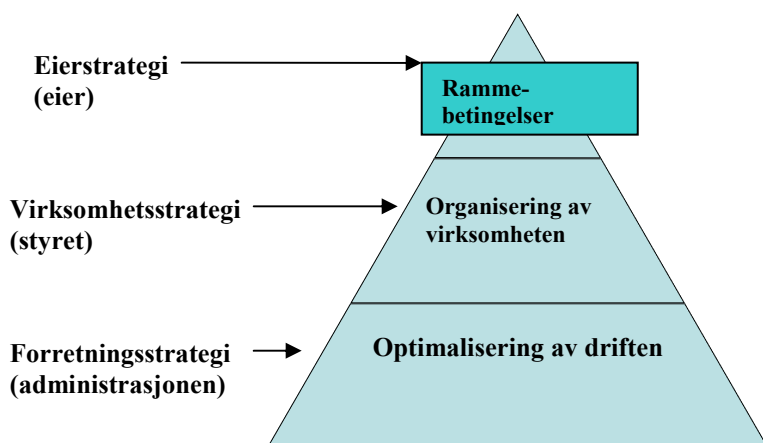 Eierstrategi
(eier)
Ramme-
betingelser
Virksomhetsstrategi
(styret)
Organisering av
virksomheten
Forretningsstrategi
(administrasjonen)
Optimalisering av driften